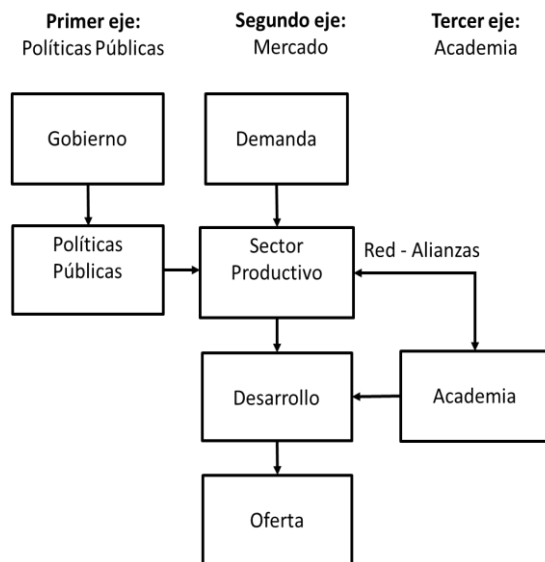 Primer eje:
Políticas Públicas
Segundo eje:
Mercado
Tercer eje:
Academia
Gobierno
Demanda
Políticas
Públicas
Sector
Productivo
Red - Alianzas
Desarrollo
Academia
Oferta